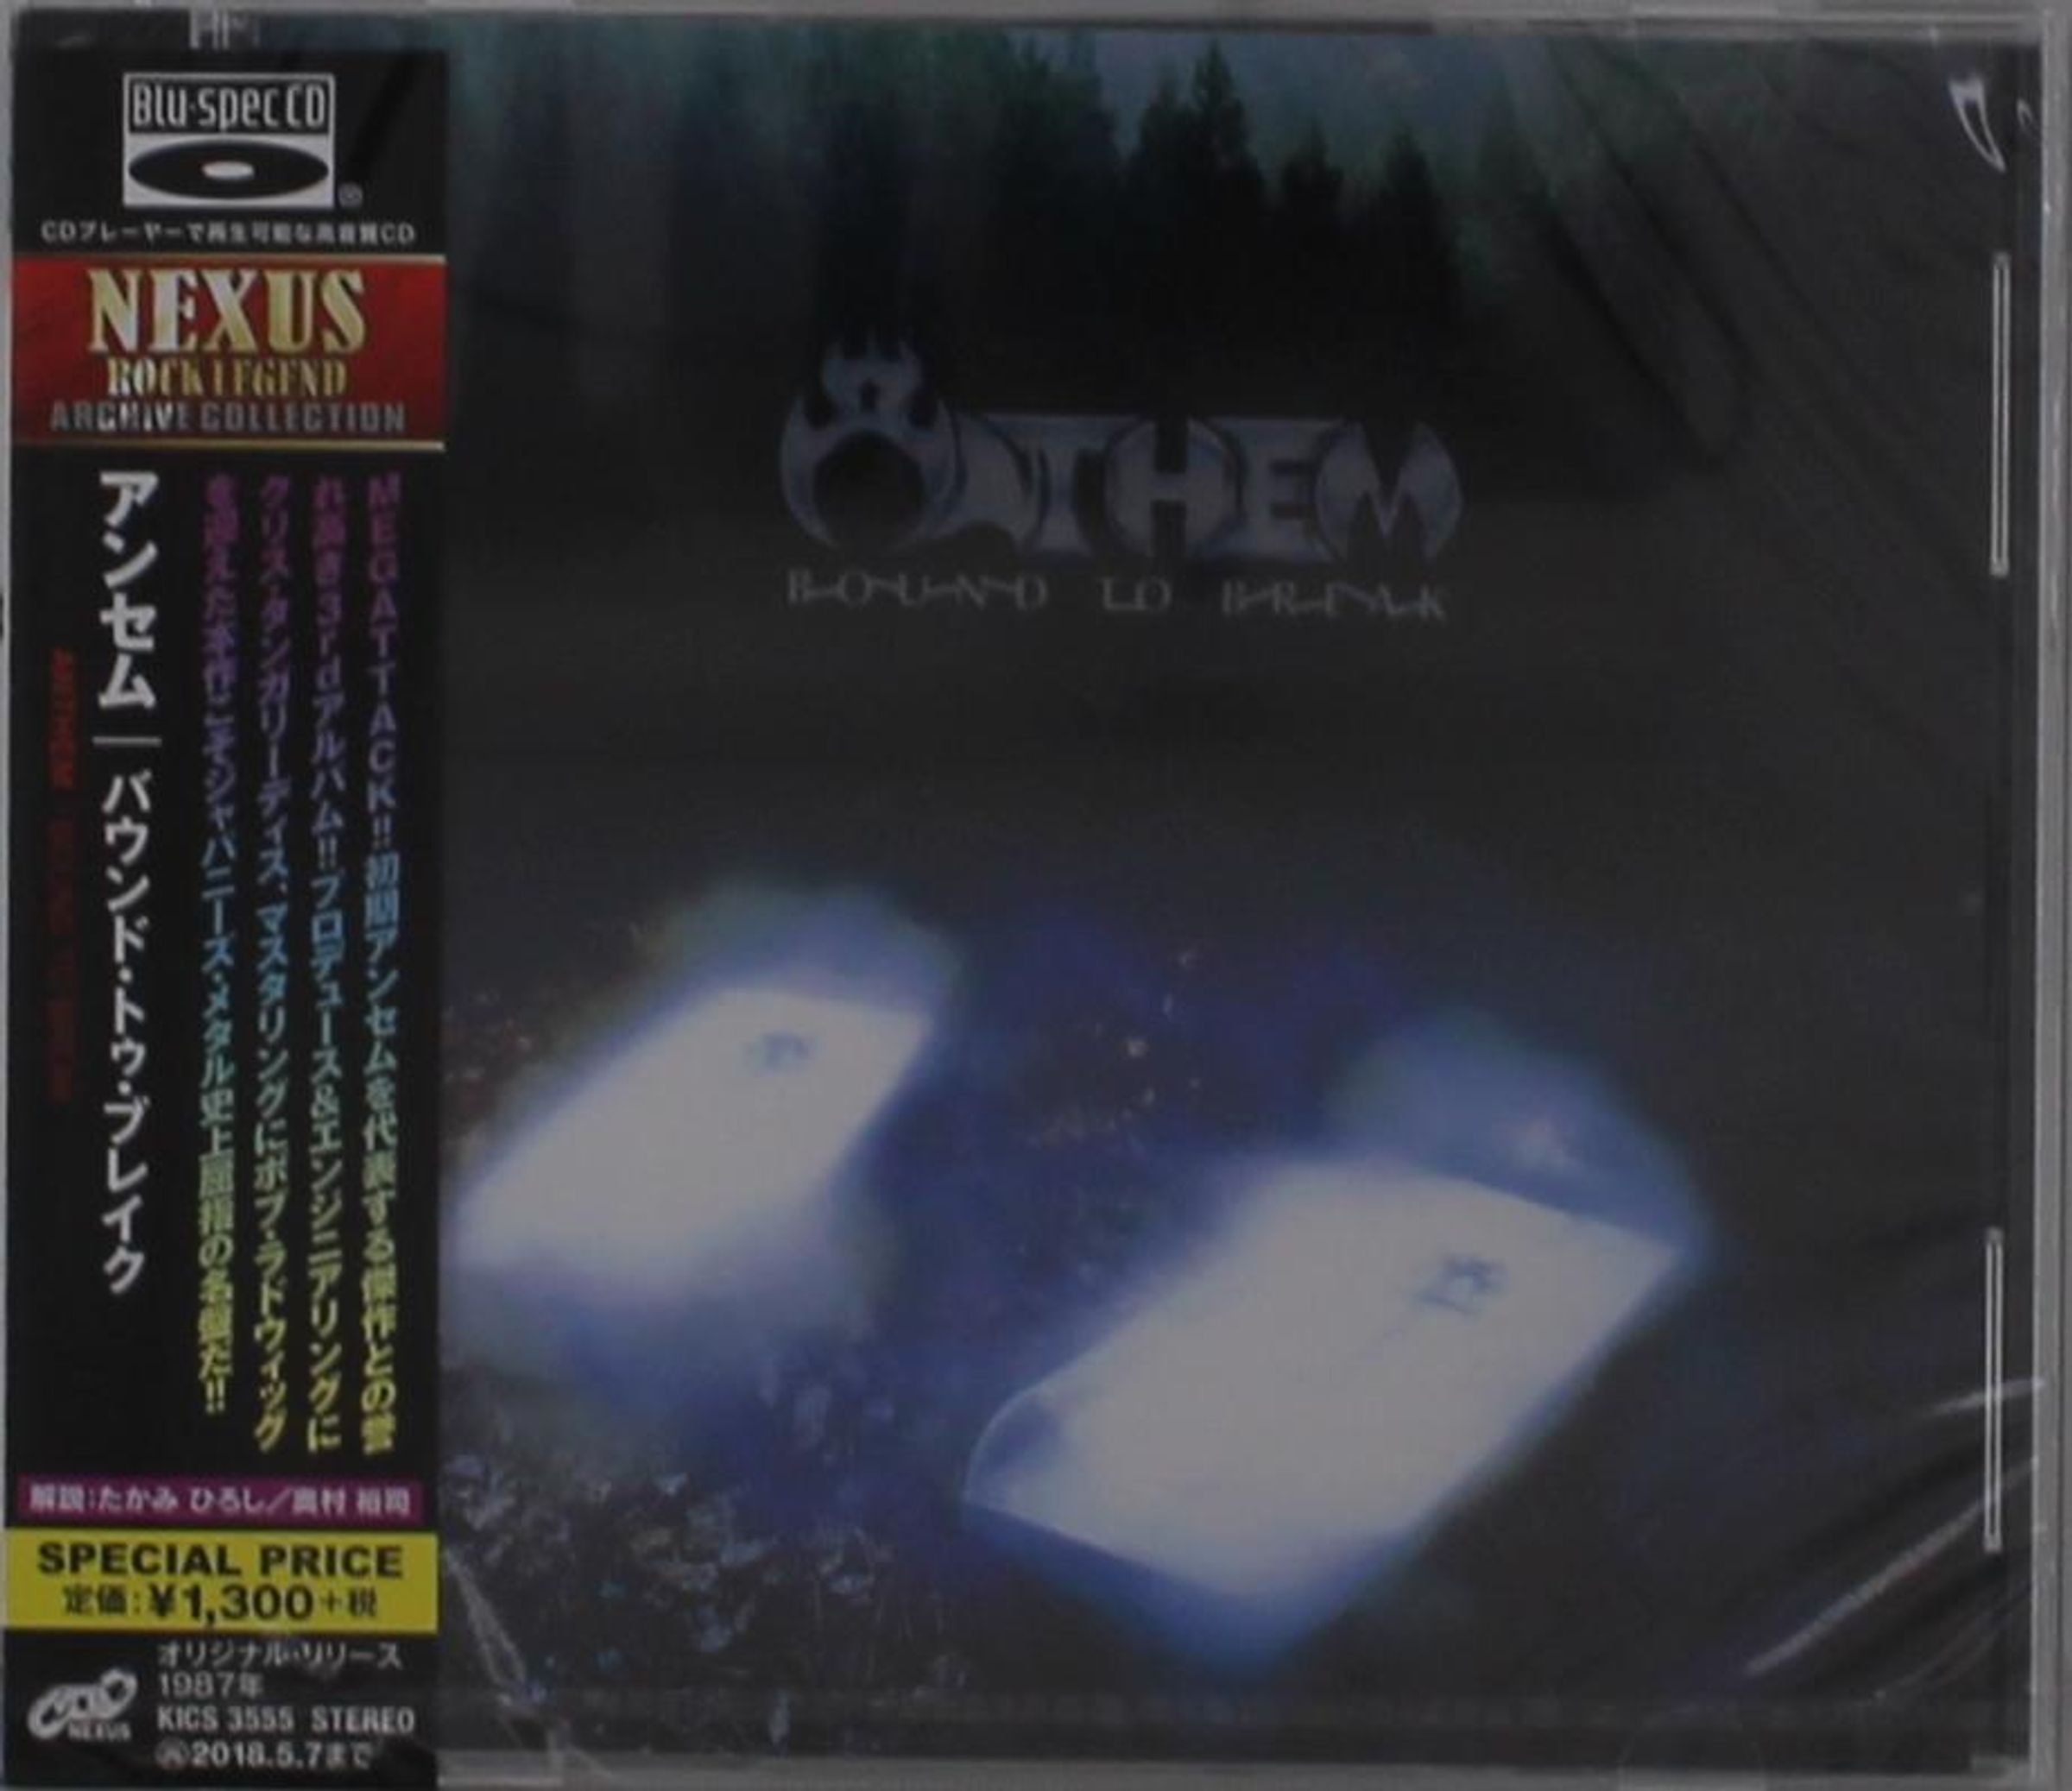 Blu-spec CD
®
CDプレーヤーで再生可能な高音質CD
NEXUS
ROCK LEGEND
ARCHIVE COLLECTION
MEGATTACK!!初期アンセムを代表する傑作との誉
れ高き3rdアルバム!!プロデュース&エンジニアリングに
クリス・タンガリーディス、マスタリングにボブ・ラドウィッグ
を迎えた本作こそジャパニーズ・メタル史上屈指の名盤だ!!
アンセム|バウンド・トゥ・ブレイク
ANTHEM
解説:たかみ ひろし/奥村 裕司
SPECIAL PRICE
定価:¥1,300+税
オリジナル・リリース
1987年
KICS 3555 STEREO
NEXUS
2018.5.7まで
ANTHEM
BOUND TO BREAK